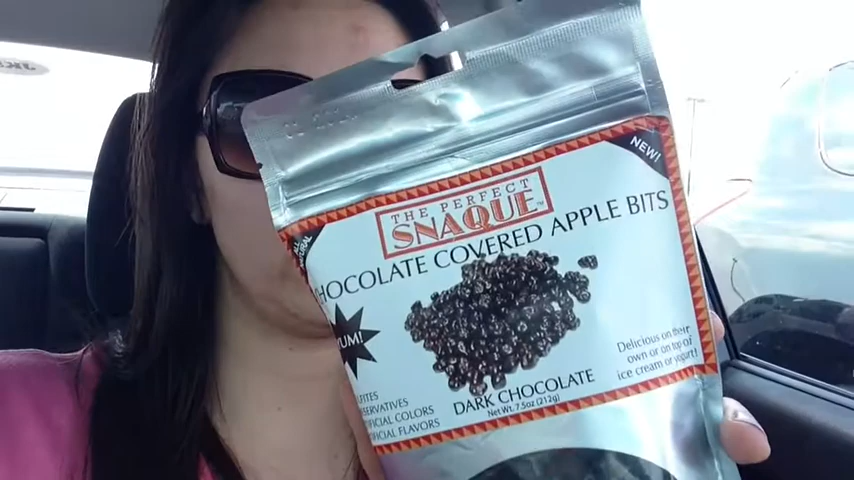 NEW!
THE PERFECT
SNAQUE
CHOCOLATE COVERED APPLE BITS
YUM!
DELICIOUS on their
own or on top of
ice cream or yogurt!
DARK CHOCOLATE
NET WT. 7.5oz (212g)